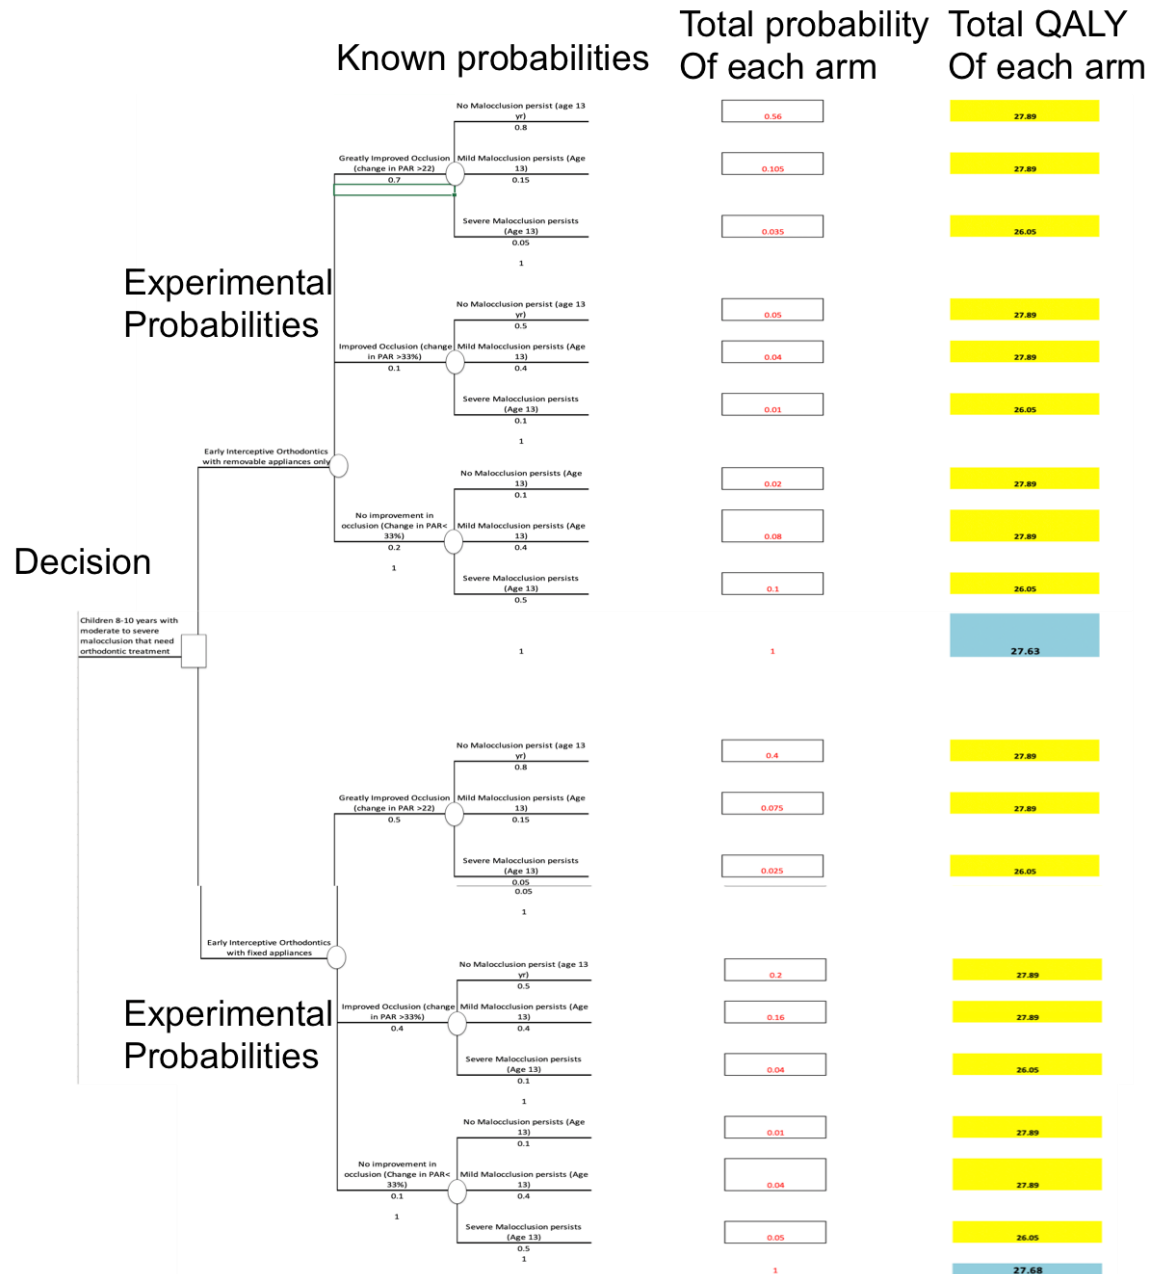 Known probabilities
Total probability
Of each arm
Total QALY
Of each arm
No Malocclusion persist (age 13
yr)
0.8
0.56
27.89
Greatly Improved Occlusion
(change in PAR >22)
0.7
Mild Malocclusion persists (Age
13)
0.15
0.105
27.89
Severe Malocclusion persists
(Age 13)
0.05
0.035
26.05
1
Experimental
Probabilities
No Malocclusion persist (age 13
yr)
0.5
0.05
27.89
Improved Occlusion (change
in PAR >33%)
0.1
Mild Malocclusion persists (Age
13)
0.4
0.04
27.89
Severe Malocclusion persists
(Age 13)
0.1
0.01
26.05
1
Early Interceptive Orthodontics
with removable appliances only
No Malocclusion persists (Age
13)
0.1
0.02
27.89
No improvement in
occlusion (Change in PAR<
33%)
0.2
1
Mild Malocclusion persists (Age
13)
0.4
0.08
27.89
Severe Malocclusion persists
(Age 13)
0.5
0.1
26.05
Decision
Children 8-10 years with
moderate to severe
malocclusion that need
orthodontic treatment
1
1
27.63
No Malocclusion persist (age 13
yr)
0.8
0.4
27.89
Greatly Improved Occlusion
(change in PAR >22)
0.5
Mild Malocclusion persists (Age
13)
0.15
0.075
27.89
Severe Malocclusion persists
(Age 13)
0.05
0.05
0.025
26.05
1
Early Interceptive Orthodontics
with fixed appliances
Experimental
Probabilities
No Malocclusion persist (age 13
yr)
0.5
0.2
27.89
Improved Occlusion (change
in PAR >33%)
0.4
Mild Malocclusion persists (Age
13)
0.4
0.16
27.89
Severe Malocclusion persists
(Age 13)
0.1
0.04
26.05
1
No Malocclusion persists (Age
13)
0.1
0.01
27.89
No improvement in
occlusion (Change in PAR<
33%)
0.1
1
Mild Malocclusion persists (Age
13)
0.4
0.04
27.89
Severe Malocclusion persists
(Age 13)
0.5
0.05
26.05
1
1
27.68